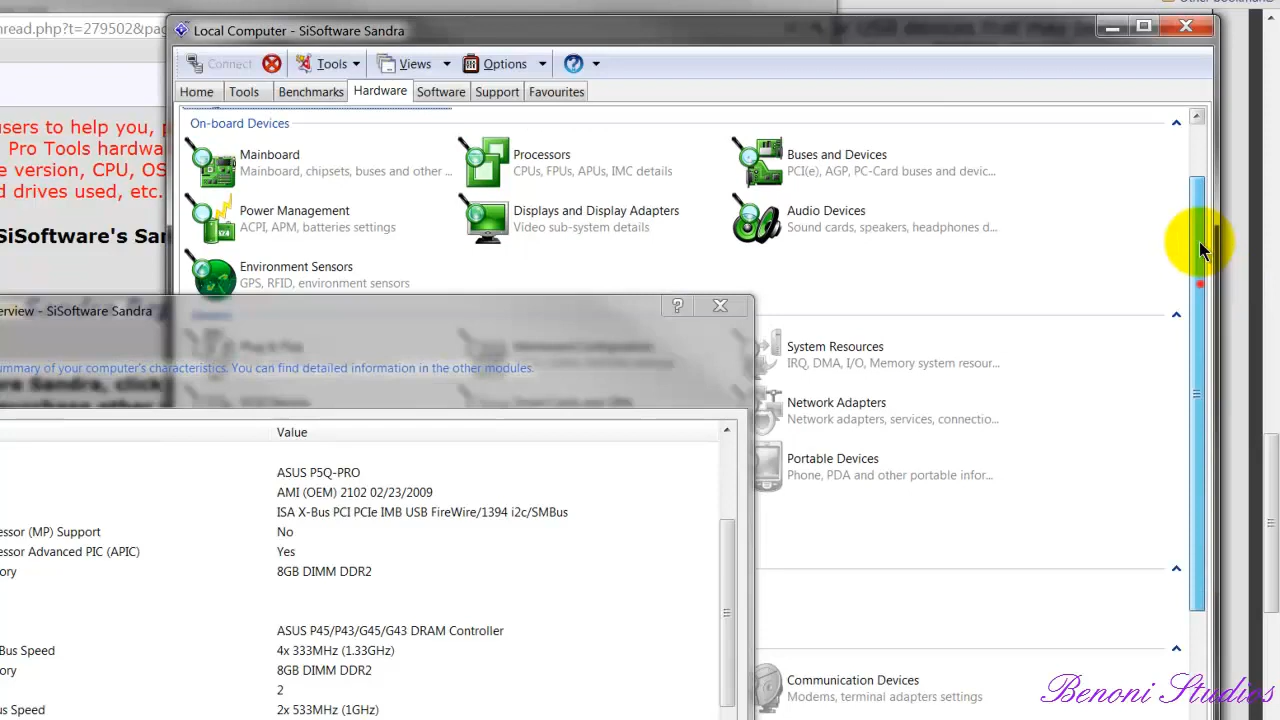 read.php?t=279502&pa
Local Computer - SiSoftware Sandra
Connect
Tools
Views
Options
Home
Tools
Benchmarks
Hardware
Software
Support
Favourites
users to help you, p
Pro Tools hardwa
e version, CPU, OS
d drives used, etc.
SiSoftware's San
On-board Devices
Mainboard
Mainboard, chipsets, buses and other ...
Processors
CPUs, FPUs, APUs, IMC details
Buses and Devices
PCI(e), AGP, PC-Card buses and devic...
Power Management
ACPI, APM, batteries settings
Displays and Display Adapters
Video sub-system details
Audio Devices
Sound cards, speakers, headphones d...
Environment Sensors
GPS, RFID, environment sensors
System Resources
IRQ, DMA, I/O, Memory system resour...
Network Adapters
Network adapters, services, connectio...
Portable Devices
Phone, PDA and other portable infor...
Communication Devices
Modems, terminal adapters settings
erview - SiSoftware Sandra
ummary of your computer's characteristics. You can find detailed information in the other modules.
Value
ASUS P5Q-PRO
AMI (OEM) 2102 02/23/2009
ISA X-Bus PCI PCIe IMB USB FireWire/1394 i2c/SMBus
essor (MP) Support No
essor Advanced PIC (APIC) Yes
ory 8GB DIMM DDR2
ASUS P45/P43/G45/G43 DRAM Controller
Bus Speed 4x 333MHz (1.33GHz)
ory 8GB DIMM DDR2
2
us Speed 2x 533MHz (1GHz)
Benoni Studios